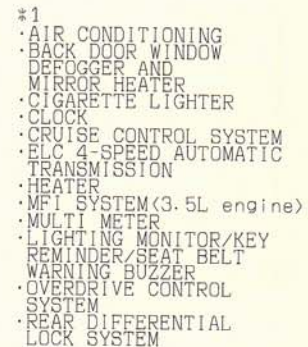 *1
·AIR CONDITIONING
·BACK DOOR WINDOW
DEFOGGER AND
MIRROR HEATER
·CIGARETTE LIGHTER
·CLOCK
·CRUISE CONTROL SYSTEM
·ELC 4-SPEED AUTOMATIC
TRANSMISSION
·HEATER
·MFI SYSTEM<3.5L engine>
·MULTI METER
·LIGHTING MONITOR/KEY
REMINDER/SEAT BELT
WARNING BUZZER
·OVERDRIVE CONTROL
SYSTEM
·REAR DIFFERENTIAL
LOCK SYSTEM